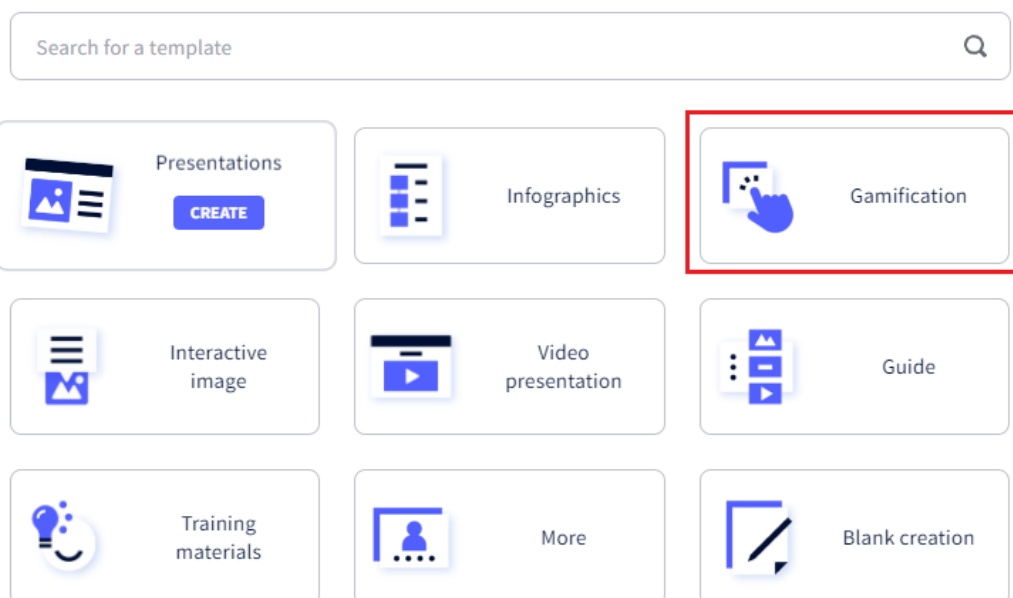 Search for a template
Presentations
CREATE
Infographics
Gamification
Interactive
image
Video
presentation
Guide
Training
materials
More
Blank creation